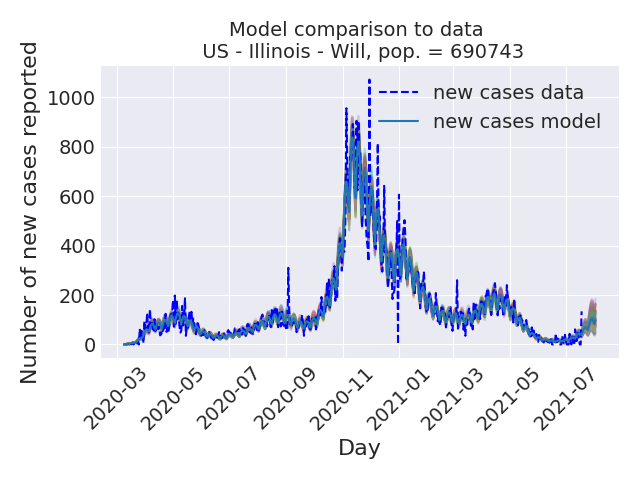 Model comparison to data
US - Illinois - Will, pop. = 690743
new cases data
new cases model
Number of new cases reported
1000
800
600
400
200
0
2020-03
2020-05
2020-07
2020-09
2020-11
2021-01
2021-03
2021-05
2021-07
Day